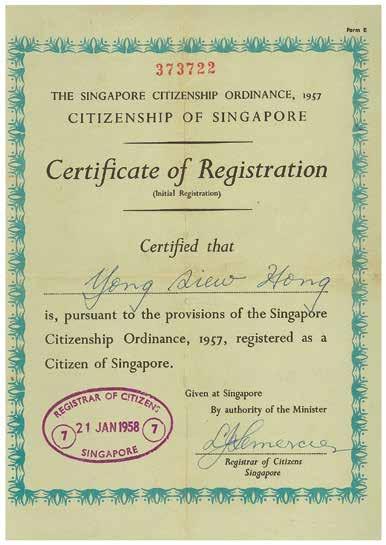 Form E
373722
THE SINGAPORE CITIZENSHIP ORDINANCE, 1957
CITIZENSHIP OF SINGAPORE
Certificate of Registration
(Initial Registration)
Certified that
Yong Siew Hong
is, pursuant to the provisions of the Singapore
Citizenship Ordinance, 1957, registered as a
Citizen of Singapore.
Given at Singapore
By authority of the Minister
Registrar of Citizens
Singapore
REGISTRAR OF CITIZENS
7 21 JAN 1958 7
SINGAPORE